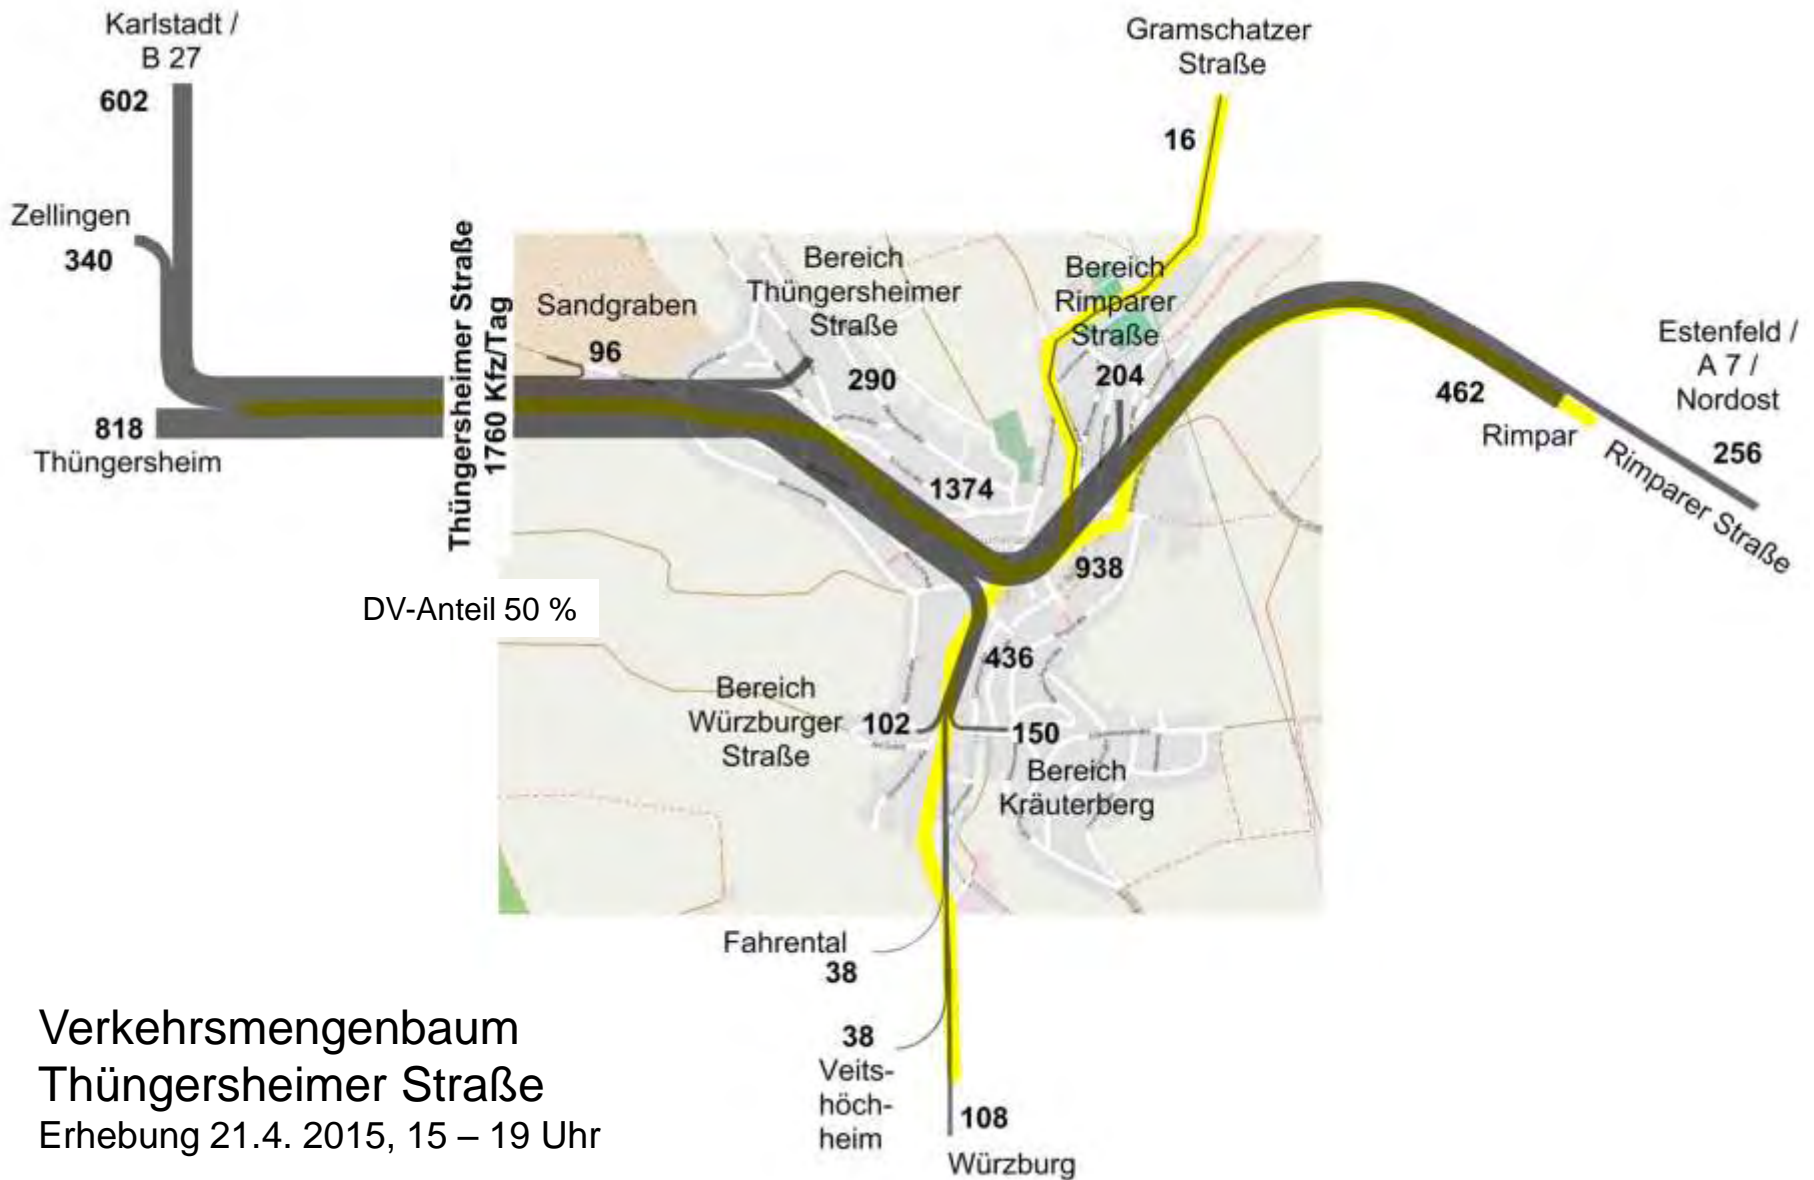 Karlstadt /
B 27
602
Zellingen
340
818
Thüngersheim
Thüngersheimer Straße
1760 Kfz/Tag
Gramschatzer
Straße
16
Sandgraben
96
Bereich
Thüngersheimer
Straße
290
Bereich
Rimparer
Straße
204
1374
938
462
Rimpar
Estenfeld /
A 7 /
Nordost
256
Rimparer Straße
DV-Anteil 50 %
436
Bereich
Würzburger
Straße
102
150
Bereich
Kräuterberg
Fahrental
38
38
Veits-
höch-
heim
108
Würzburg
Verkehrsmengenbaum
Thüngersheimer Straße
Erhebung 21.4. 2015, 15 – 19 Uhr